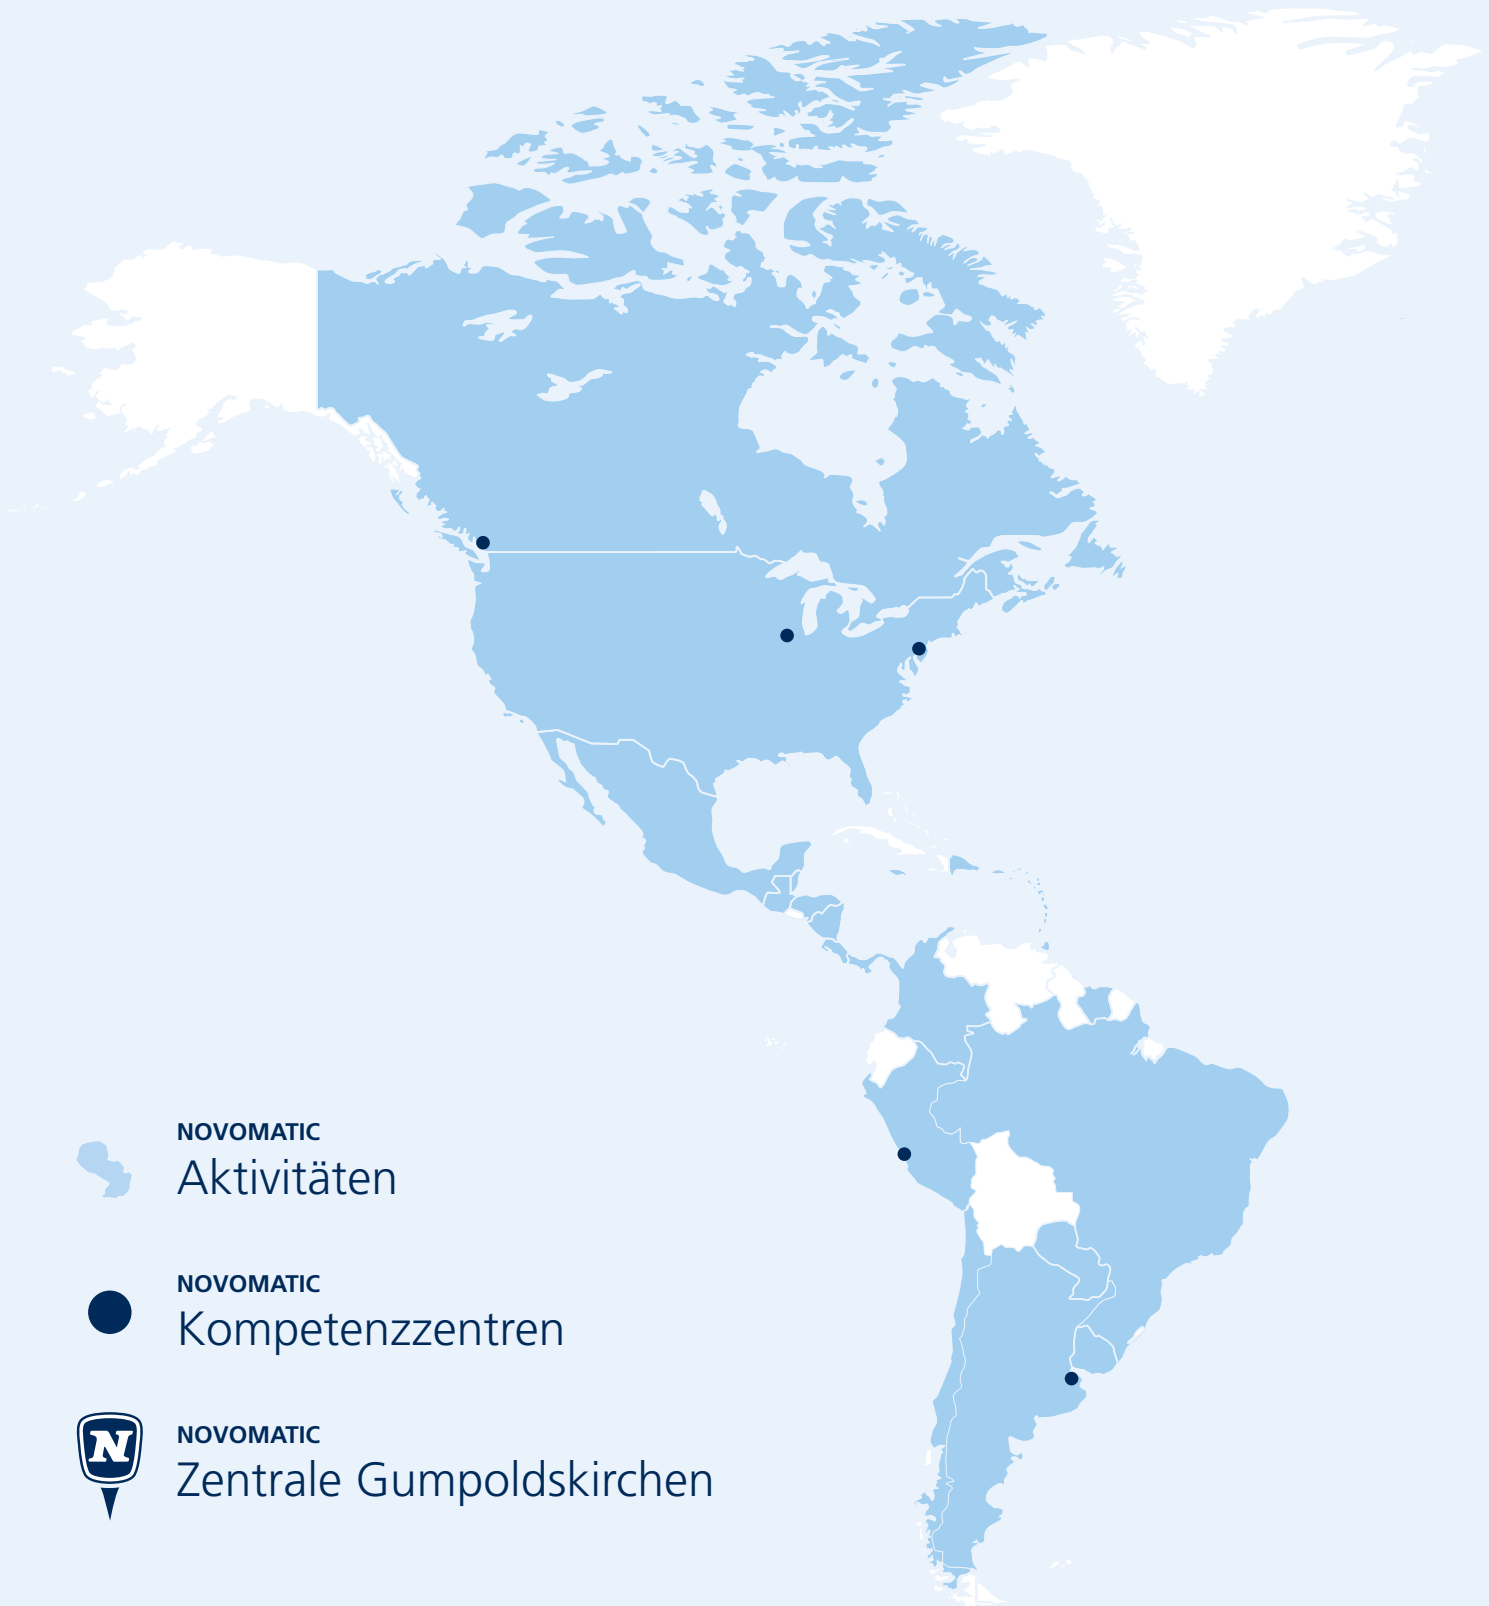 NOVOMATIC
Aktivitäten
NOVOMATIC
Kompetenzzentren
N
NOVOMATIC
Zentrale Gumpoldskirchen